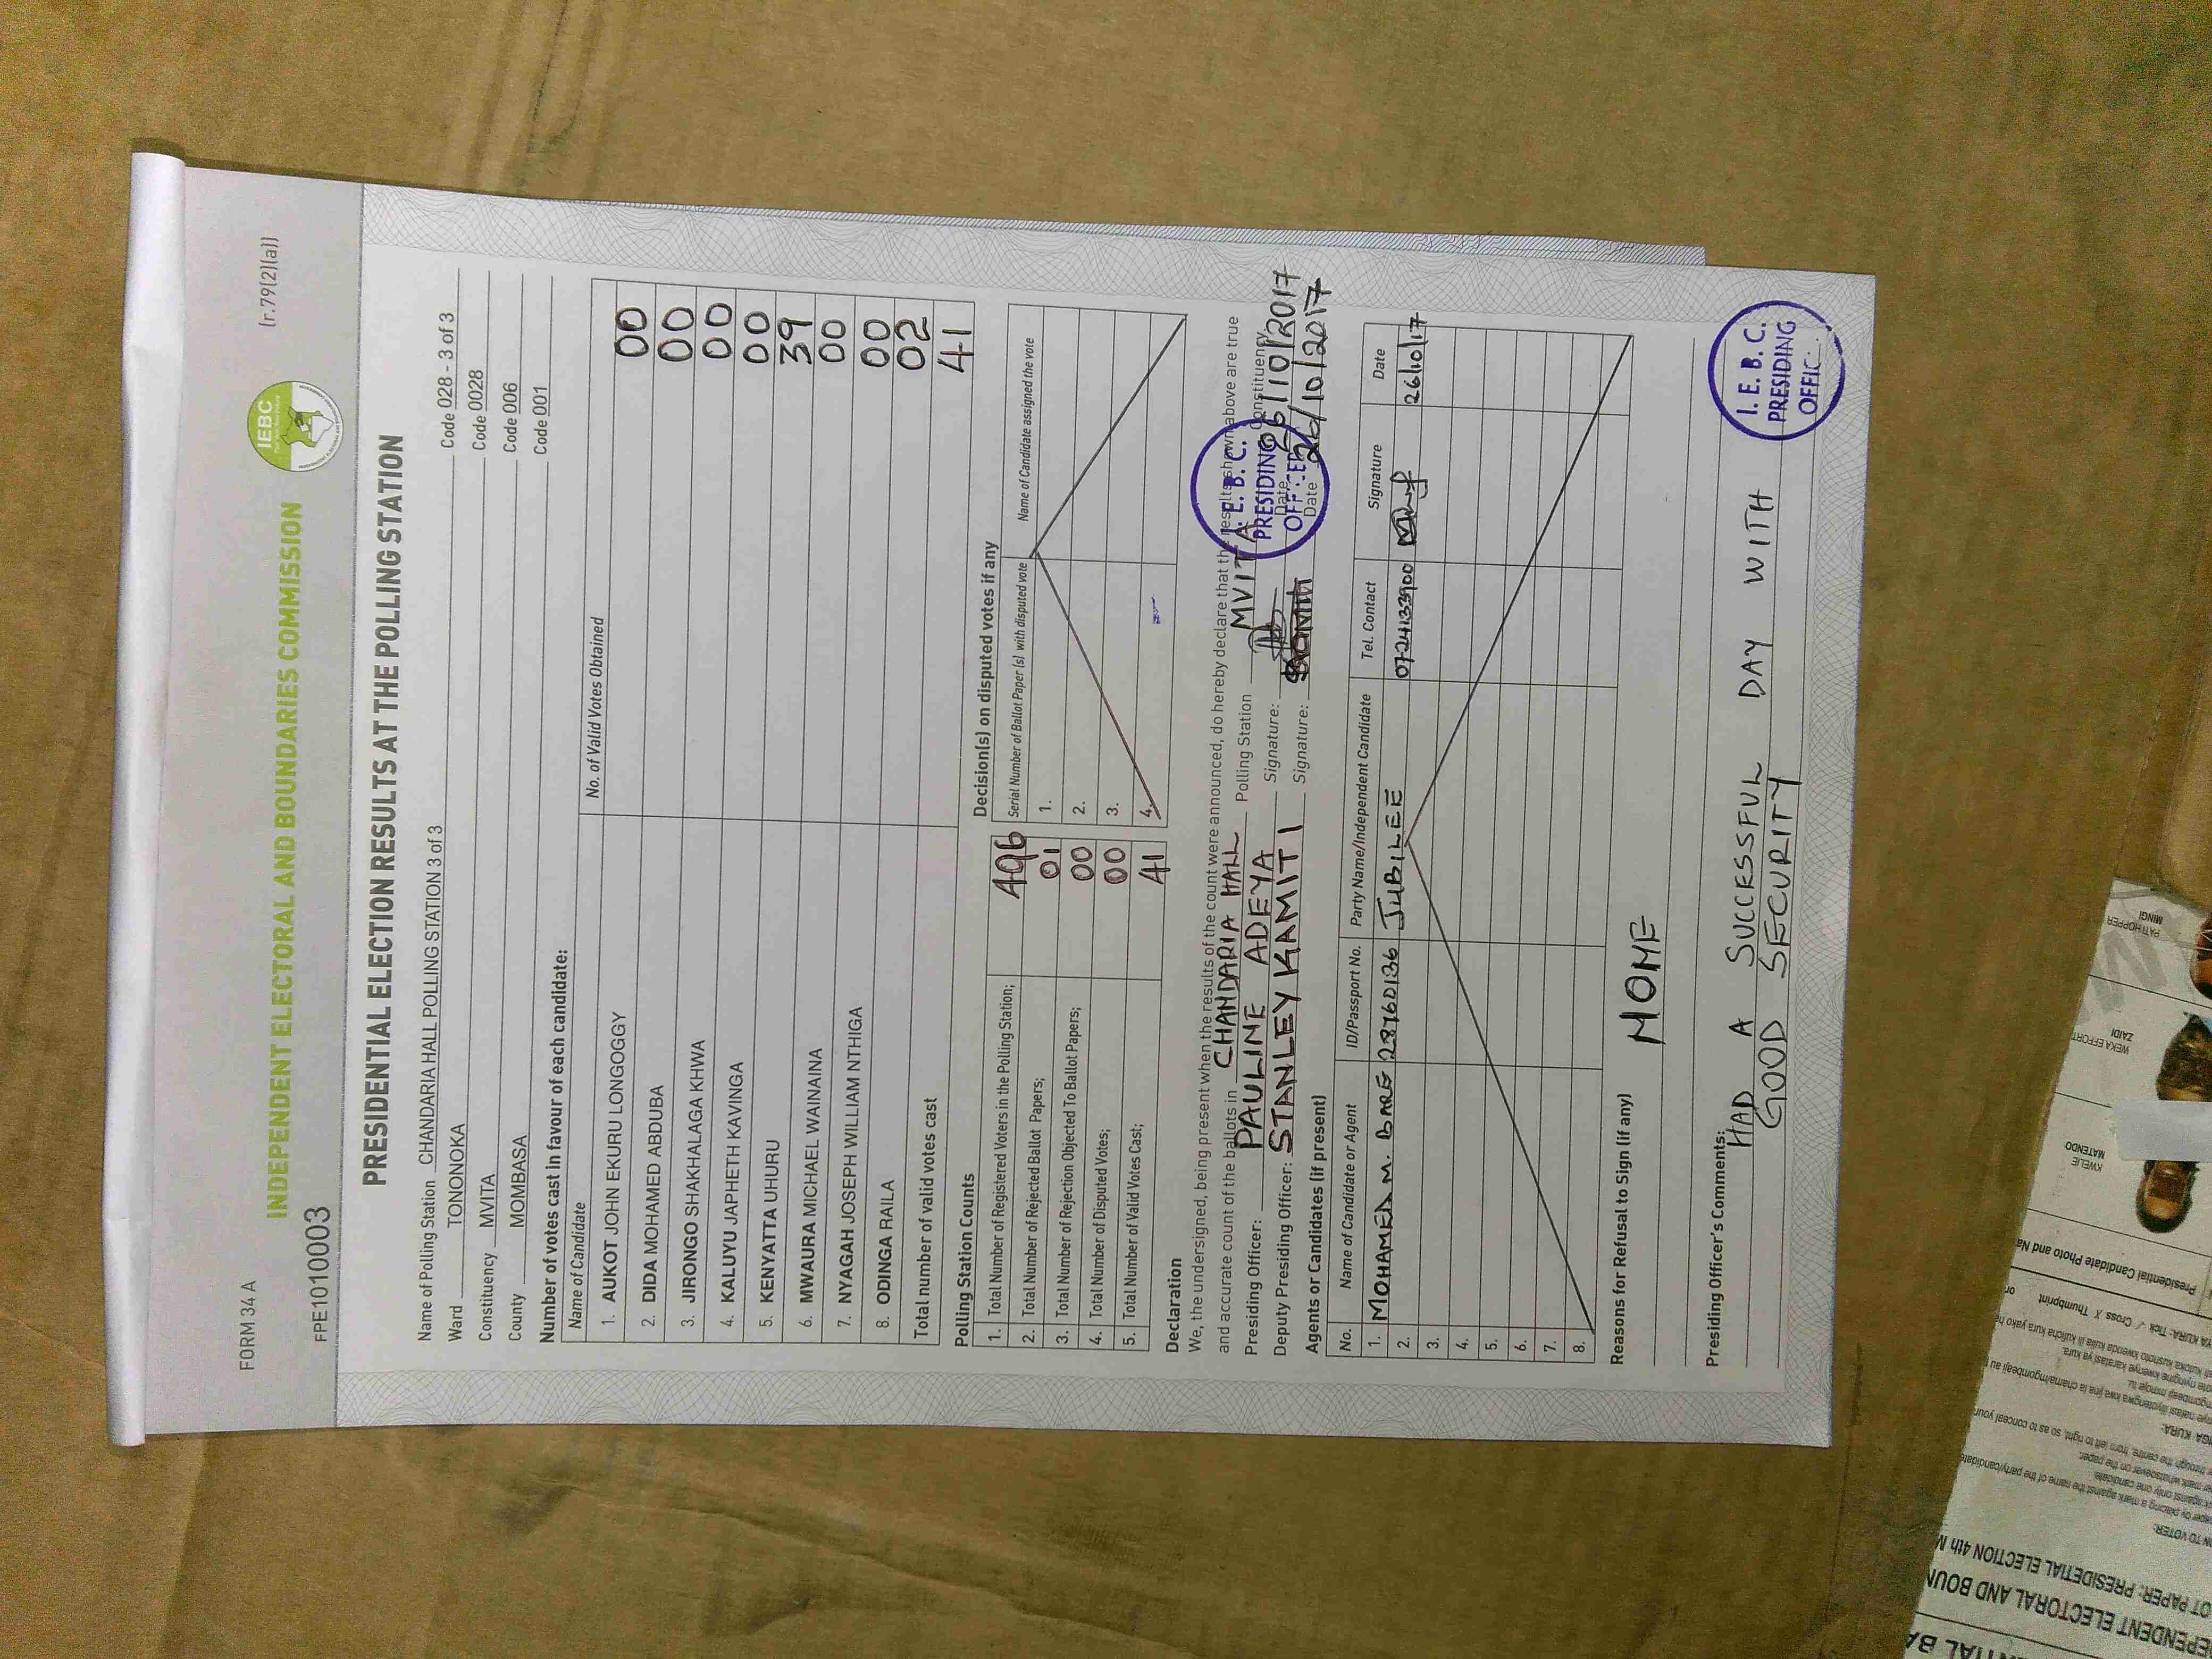 FORM 34 A
(r.79(2)(a))
IEBC
INDEPENDENT ELECTORAL AND BOUNDARIES COMMISSION
FPE1010003
PRESIDENTIAL ELECTION RESULTS AT THE POLLING STATION
Name of Polling Station CHANDARIA HALL POLLING STATION 3 of 3 Code 028 - 3 of 3
Ward TONONOKA Code 0028
Constituency MVITA Code 006
County MOMBASA Code 001
Number of votes cast in favour of each candidate:
Name of Candidate No. of Valid Votes Obtained
1. AUKOT JOHN EKURU LONGOGGY 00
2. DIDA MOHAMED ABDUBA 00
3. JIRONGO SHAKHALAGA KHWA 00
4. KALUYU JAPHETH KAVINGA 00
5. KENYATTA UHURU 39
6. MWAURA MICHAEL WAINAINA 00
7. NYAGAH JOSEPH WILLIAM NTHIGA 00
8. ODINGA RAILA 02
Total number of valid votes cast 41
Polling Station Counts
1. Total Number of Registered Voters in the Polling Station; 496
2. Total Number of Rejected Ballot Papers; 01
3. Total Number of Rejection Objected To Ballot Papers; 00
4. Total Number of Disputed Votes; 00
5. Total Number of Valid Votes Cast; 41
Decision(s) on disputed votes if any
Serial Number of Ballot Paper (s) with disputed vote Name of Candidate assigned the vote
1.
2.
3.
4.
Declaration
We, the undersigned, being present when the results of the count were announced, do hereby declare that the results shown above are true
and accurate count of the ballots in CHANDARIA HALL Polling Station MVITA Constituency.
Presiding Officer: PAULINE ADEYA Signature: Date 26/10/2017
Deputy Presiding Officer: STANLEY KAMITI Signature: Date 26/10/2017
I. E. B. C.
PRESIDING
OFFICER
Agents or Candidates (if present)
No. Name of Candidate or Agent ID/Passport No. Party Name/Independent Candidate Tel. Contact Signature Date
1. MOHAMED M. BARE 28760136 JUBILEE 0724133900 26/10/17
2.
3.
4.
5.
6.
7.
8.
Reasons for Refusal to Sign (if any)
NONE
Presiding Officer's Comments:
HAD A SUCCESSFUL DAY WITH
GOOD SECURITY
I. E. B. C.
PRESIDING
OFFIC
PATI HOPPER
MINGI
WEKA EFFORT
ZAIDI
KWELIE
MATENDO
Presidential Candidate Photo and Na